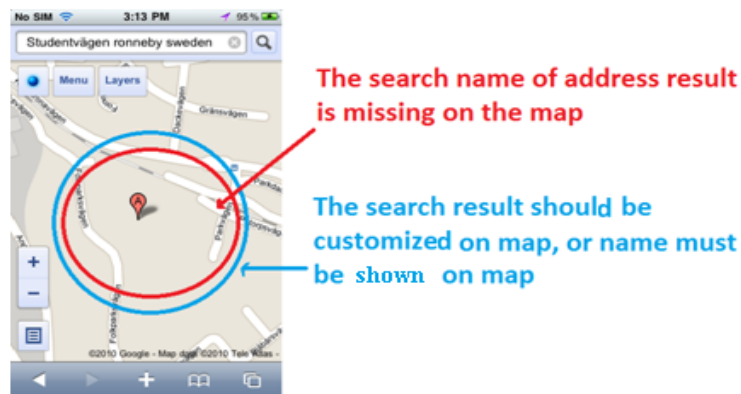 No SIM 3:13 PM 95%
Studentvägen ronneby sweden
Menu Layers
Gränsvägen
Parkvägen
Folkparksvägen
©2010 Google - Map data ©2010 Tele Atlas -
A
The search name of address result
is missing on the map
The search result should be
customized on map, or name must
be shown on map